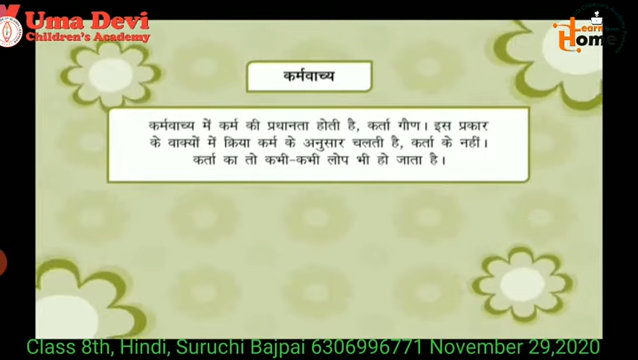 Uma Devi
Children's Academy
Learn
Home
कर्मवाच्य
कर्मवाच्य में कर्म की प्रधानता होती है, कर्ता गौण। इस प्रकार
के वाक्यों में क्रिया कर्म के अनुसार चलती है, कर्ता के नहीं।
कर्ता का तो कभी-कभी लोप भी हो जाता है।
Class 8th, Hindi, Suruchi Bajpai 6306996771 November 29,2020